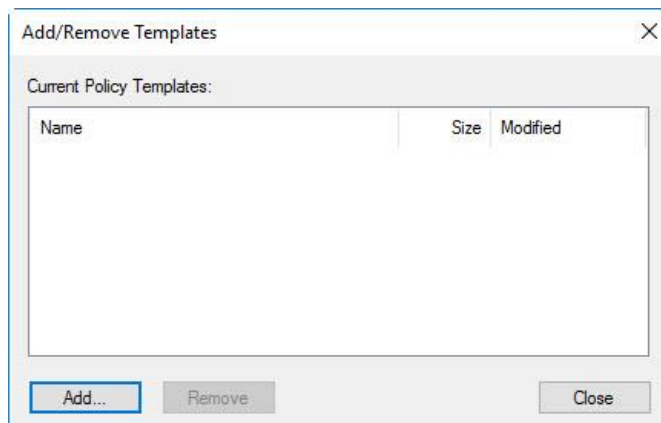 Add/Remove Templates
Current Policy Templates:
Name Size Modified
Add... Remove Close